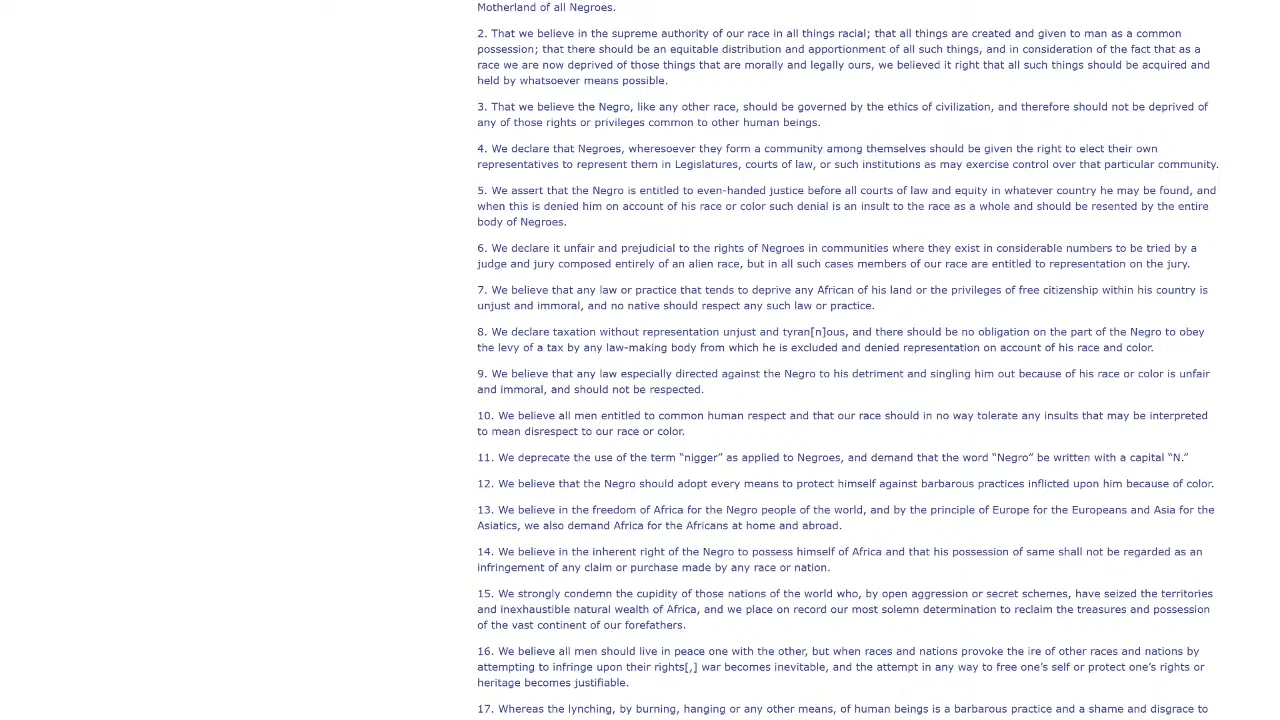 Motherland of all Negroes.
2. That we believe in the supreme authority of our race in all things racial; that all things are created and given to man as a common
possession; that there should be an equitable distribution and apportionment of all such things, and in consideration of the fact that as a
race we are now deprived of those things that are morally and legally ours, we believed it right that all such things should be acquired and
held by whatsoever means possible.
3. That we believe the Negro, like any other race, should be governed by the ethics of civilization, and therefore should not be deprived of
any of those rights or privileges common to other human beings.
4. We declare that Negroes, wheresoever they form a community among themselves should be given the right to elect their own
representatives to represent them in Legislatures, courts of law, or such institutions as may exercise control over that particular community.
5. We assert that the Negro is entitled to even-handed justice before all courts of law and equity in whatever country he may be found, and
when this is denied him on account of his race or color such denial is an insult to the race as a whole and should be resented by the entire
body of Negroes.
6. We declare it unfair and prejudicial to the rights of Negroes in communities where they exist in considerable numbers to be tried by a
judge and jury composed entirely of an alien race, but in all such cases members of our race are entitled to representation on the jury.
7. We believe that any law or practice that tends to deprive any African of his land or the privileges of free citizenship within his country is
unjust and immoral, and no native should respect any such law or practice.
8. We declare taxation without representation unjust and tyran[n]ous, and there should be no obligation on the part of the Negro to obey
the levy of a tax by any law-making body from which he is excluded and denied representation on account of his race and color.
9. We believe that any law especially directed against the Negro to his detriment and singling him out because of his race or color is unfair
and immoral, and should not be respected.
10. We believe all men entitled to common human respect and that our race should in no way tolerate any insults that may be interpreted
to mean disrespect to our race or color.
11. We deprecate the use of the term “nigger” as applied to Negroes, and demand that the word “Negro” be written with a capital “N.”
12. We believe that the Negro should adopt every means to protect himself against barbarous practices inflicted upon him because of color.
13. We believe in the freedom of Africa for the Negro people of the world, and by the principle of Europe for the Europeans and Asia for the
Asiatics, we also demand Africa for the Africans at home and abroad.
14. We believe in the inherent right of the Negro to possess himself of Africa and that his possession of same shall not be regarded as an
infringement of any claim or purchase made by any race or nation.
15. We strongly condemn the cupidity of those nations of the world who, by open aggression or secret schemes, have seized the territories
and inexhaustible natural wealth of Africa, and we place on record our most solemn determination to reclaim the treasures and possession
of the vast continent of our forefathers.
16. We believe all men should live in peace one with the other, but when races and nations provoke the ire of other races and nations by
attempting to infringe upon their rights[,] war becomes inevitable, and the attempt in any way to free one’s self or protect one’s rights or
heritage becomes justifiable.
17. Whereas the lynching, by burning, hanging or any other means, of human beings is a barbarous practice and a shame and disgrace to